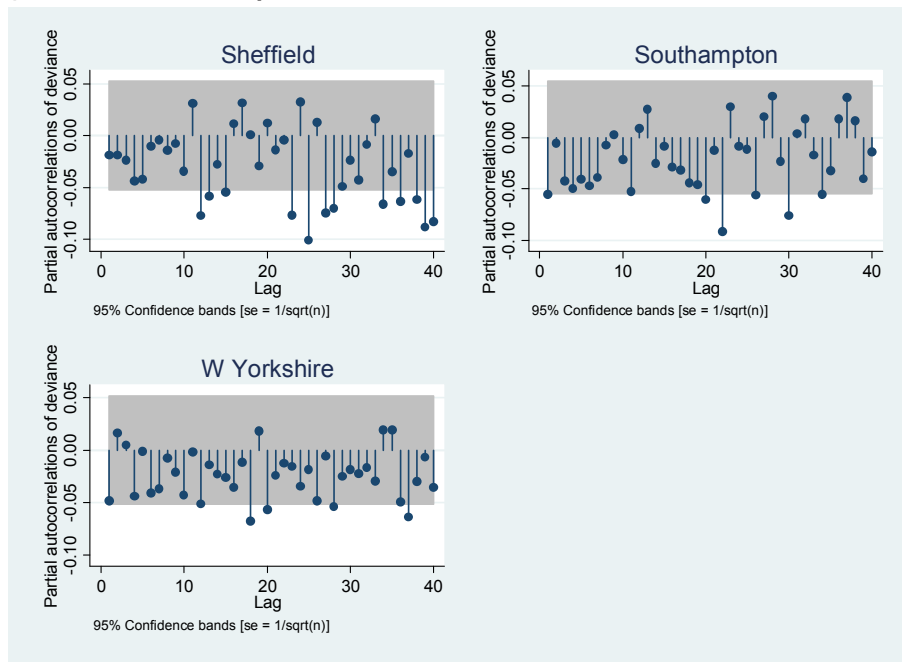 Sheffield
Partial autocorrelations of deviance
0.05
0.00
-0.05
-0.10
0 10 20 30 40
Lag
95% Confidence bands [se = 1/sqrt(n)]
Southampton
Partial autocorrelations of deviance
0.05
0.00
-0.05
-0.10
0 10 20 30 40
Lag
95% Confidence bands [se = 1/sqrt(n)]
W Yorkshire
Partial autocorrelations of deviance
0.05
0.00
-0.05
-0.10
0 10 20 30 40
Lag
95% Confidence bands [se = 1/sqrt(n)]